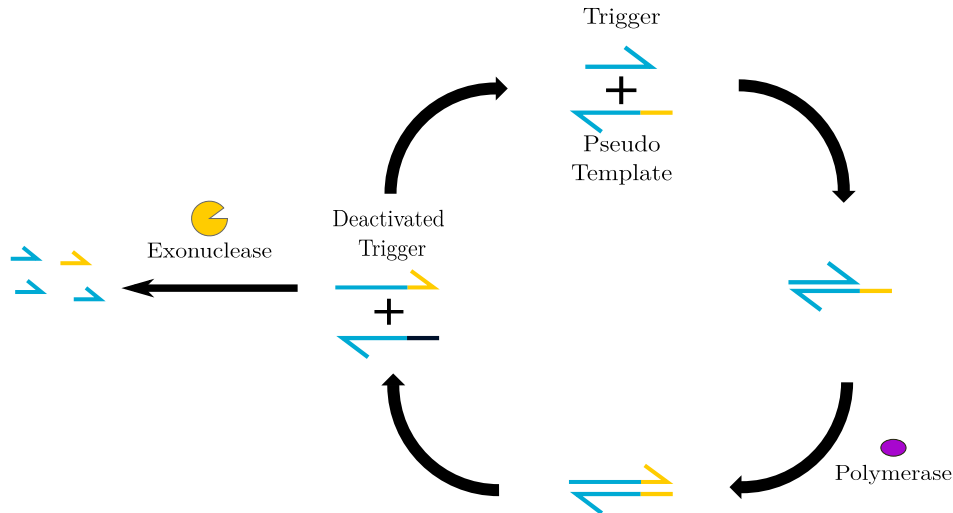 Trigger
Pseudo
Template
Deactivated
Trigger
Exonuclease
Polymerase